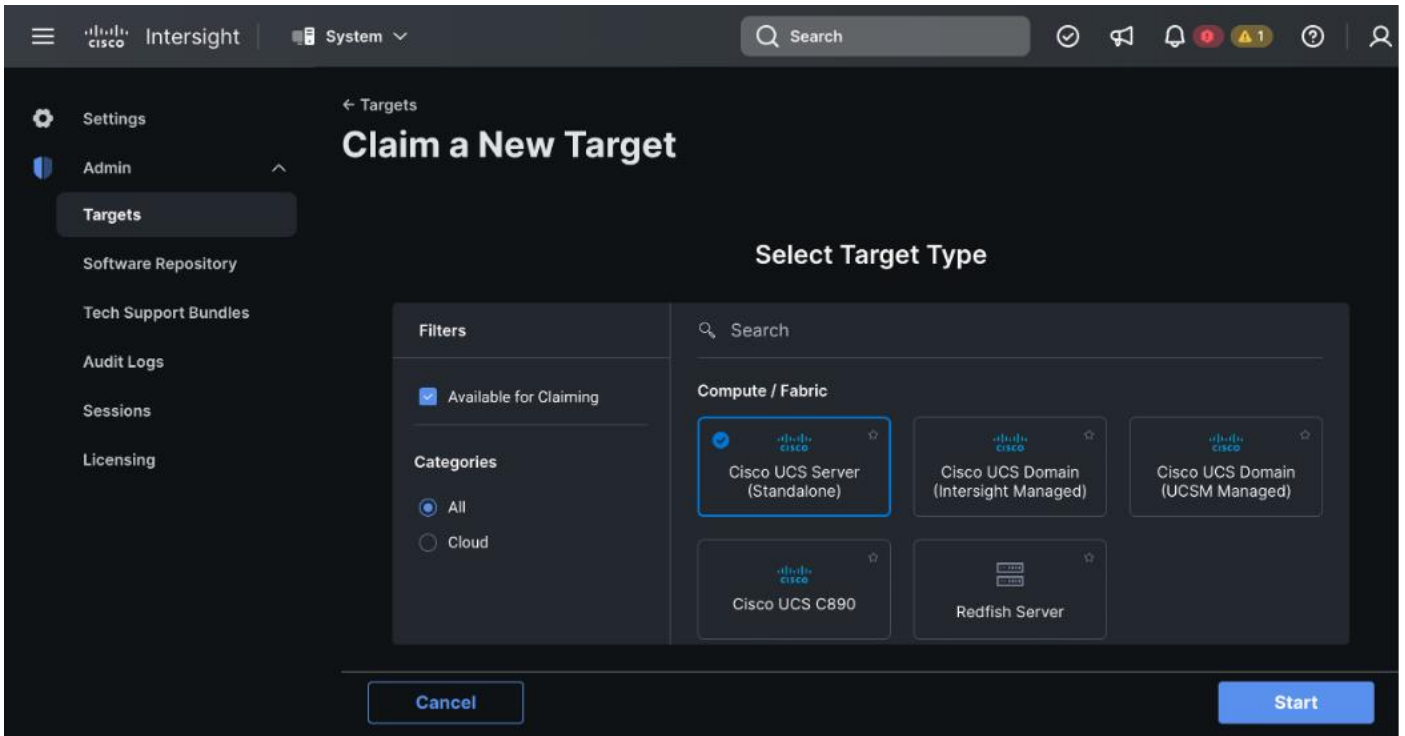 cisco Intersight System Search 1
Settings
Admin
Targets
Software Repository
Tech Support Bundles
Audit Logs
Sessions
Licensing
← Targets
Claim a New Target
Select Target Type
Filters
Available for Claiming
Categories
All
Cloud
Search
Compute / Fabric
cisco
Cisco UCS Server
(Standalone)
cisco
Cisco UCS Domain
(Intersight Managed)
cisco
Cisco UCS Domain
(UCSM Managed)
cisco
Cisco UCS C890
Redfish Server
Cancel
Start